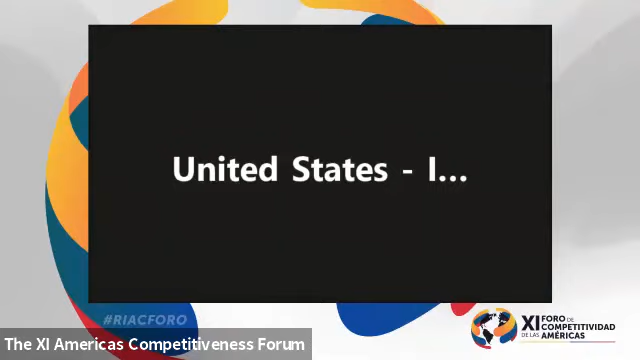 United States - I...
#RIACFORO
XI FORO DE
COMPETITIVIDAD
DE LAS AMÉRICAS
The XI Americas Competitiveness Forum